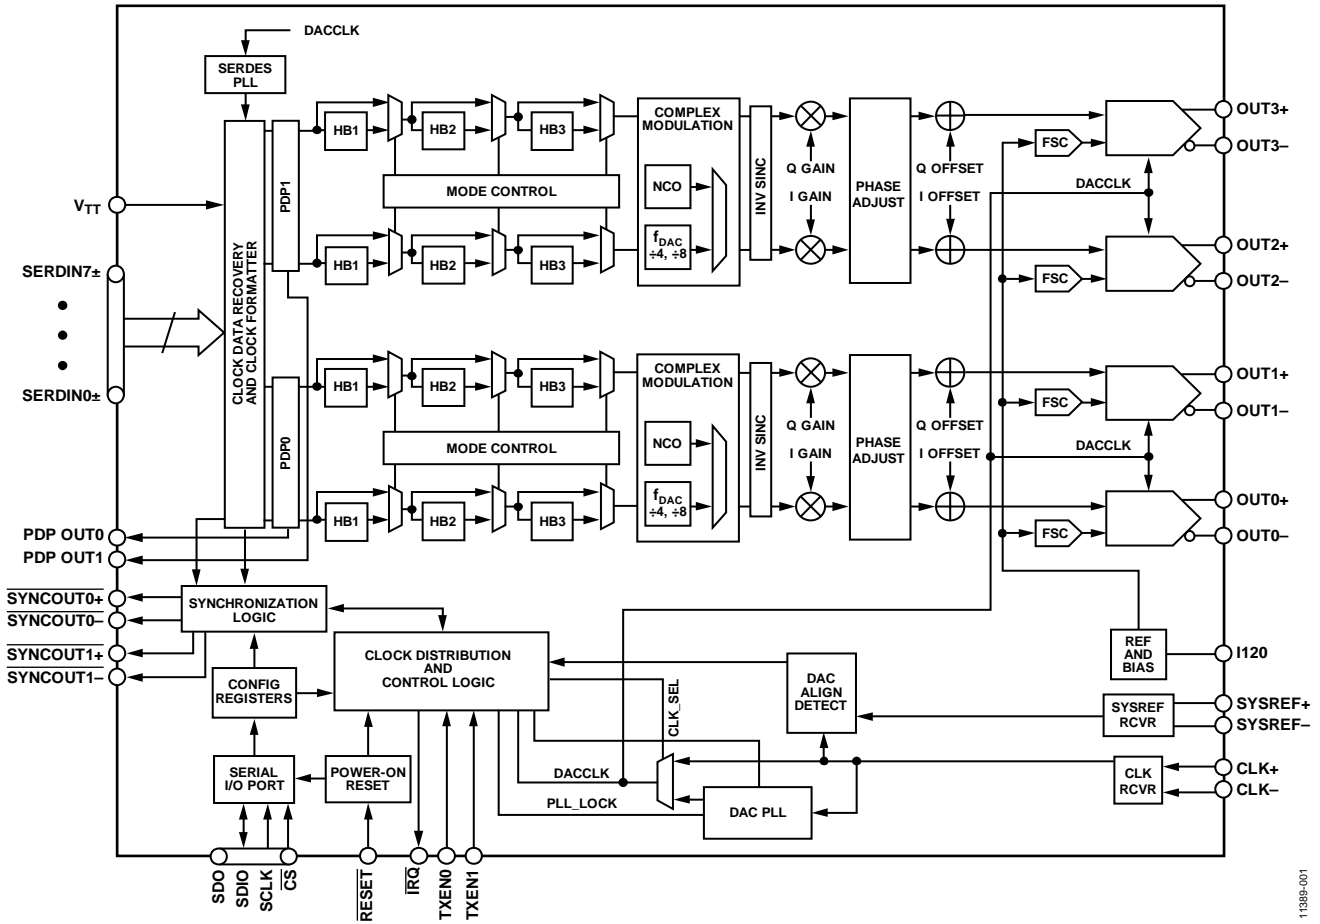 DACCLK
SERDES
PLL
CLOCK DATA RECOVERY
AND CLOCK FORMATTER
PDP1
HB1
HB2
HB3
MODE CONTROL
HB1
HB2
HB3
COMPLEX
MODULATION
NCO
fDAC
÷4, ÷8
INV SINC
Q GAIN
I GAIN
PHASE
ADJUST
Q OFFSET
I OFFSET
FSC
DACCLK
FSC
OUT3+
OUT3–
OUT2+
OUT2–
VTT
SERDIN7±
SERDIN0±
PDP0
HB1
HB2
HB3
MODE CONTROL
HB1
HB2
HB3
COMPLEX
MODULATION
NCO
fDAC
÷4, ÷8
INV SINC
Q GAIN
I GAIN
PHASE
ADJUST
Q OFFSET
I OFFSET
FSC
DACCLK
FSC
OUT1+
OUT1–
OUT0+
OUT0–
PDP OUT0
PDP OUT1
SYNCOUT0+
SYNCOUT0–
SYNCOUT1+
SYNCOUT1–
SYNCHRONIZATION
LOGIC
CLOCK DISTRIBUTION
AND
CONTROL LOGIC
CONFIG
REGISTERS
SERIAL
I/O PORT
POWER-ON
RESET
CLK_SEL
DACCLK
PLL_LOCK
DAC PLL
DAC
ALIGN
DETECT
REF
AND
BIAS
SYSREF
RCVR
CLK
RCVR
I120
SYSREF+
SYSREF–
CLK+
CLK–
SDO
SDIO
SCLK
CS
RESET
IRQ
TXEN0
TXEN1
11389-001